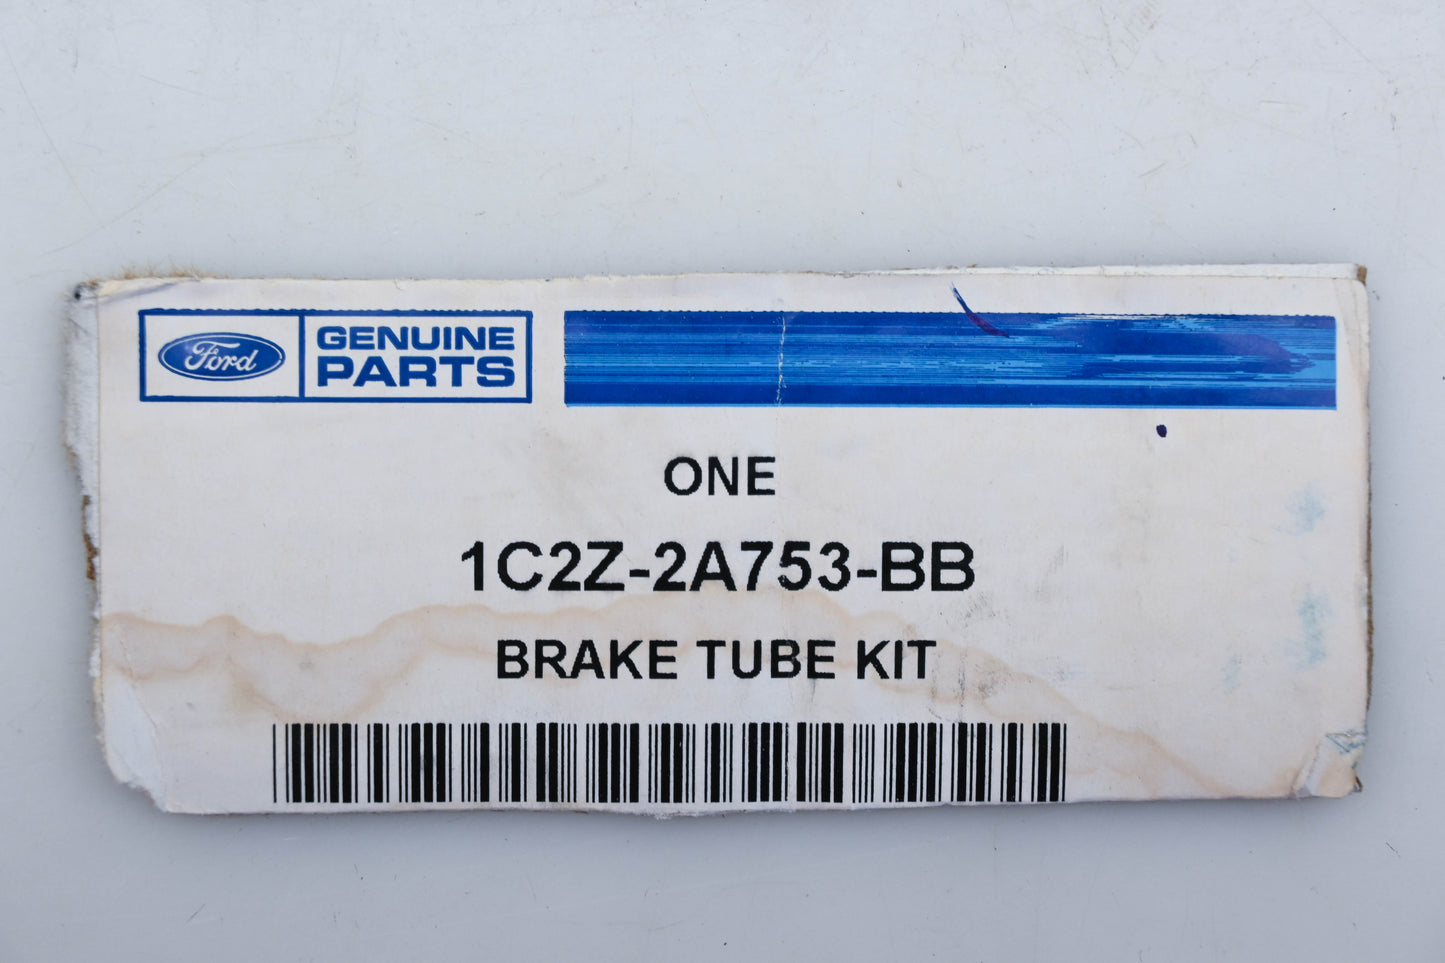 Ford
GENUINE
PARTS
ONE
1C2Z-2A753-BB
BRAKE TUBE KIT